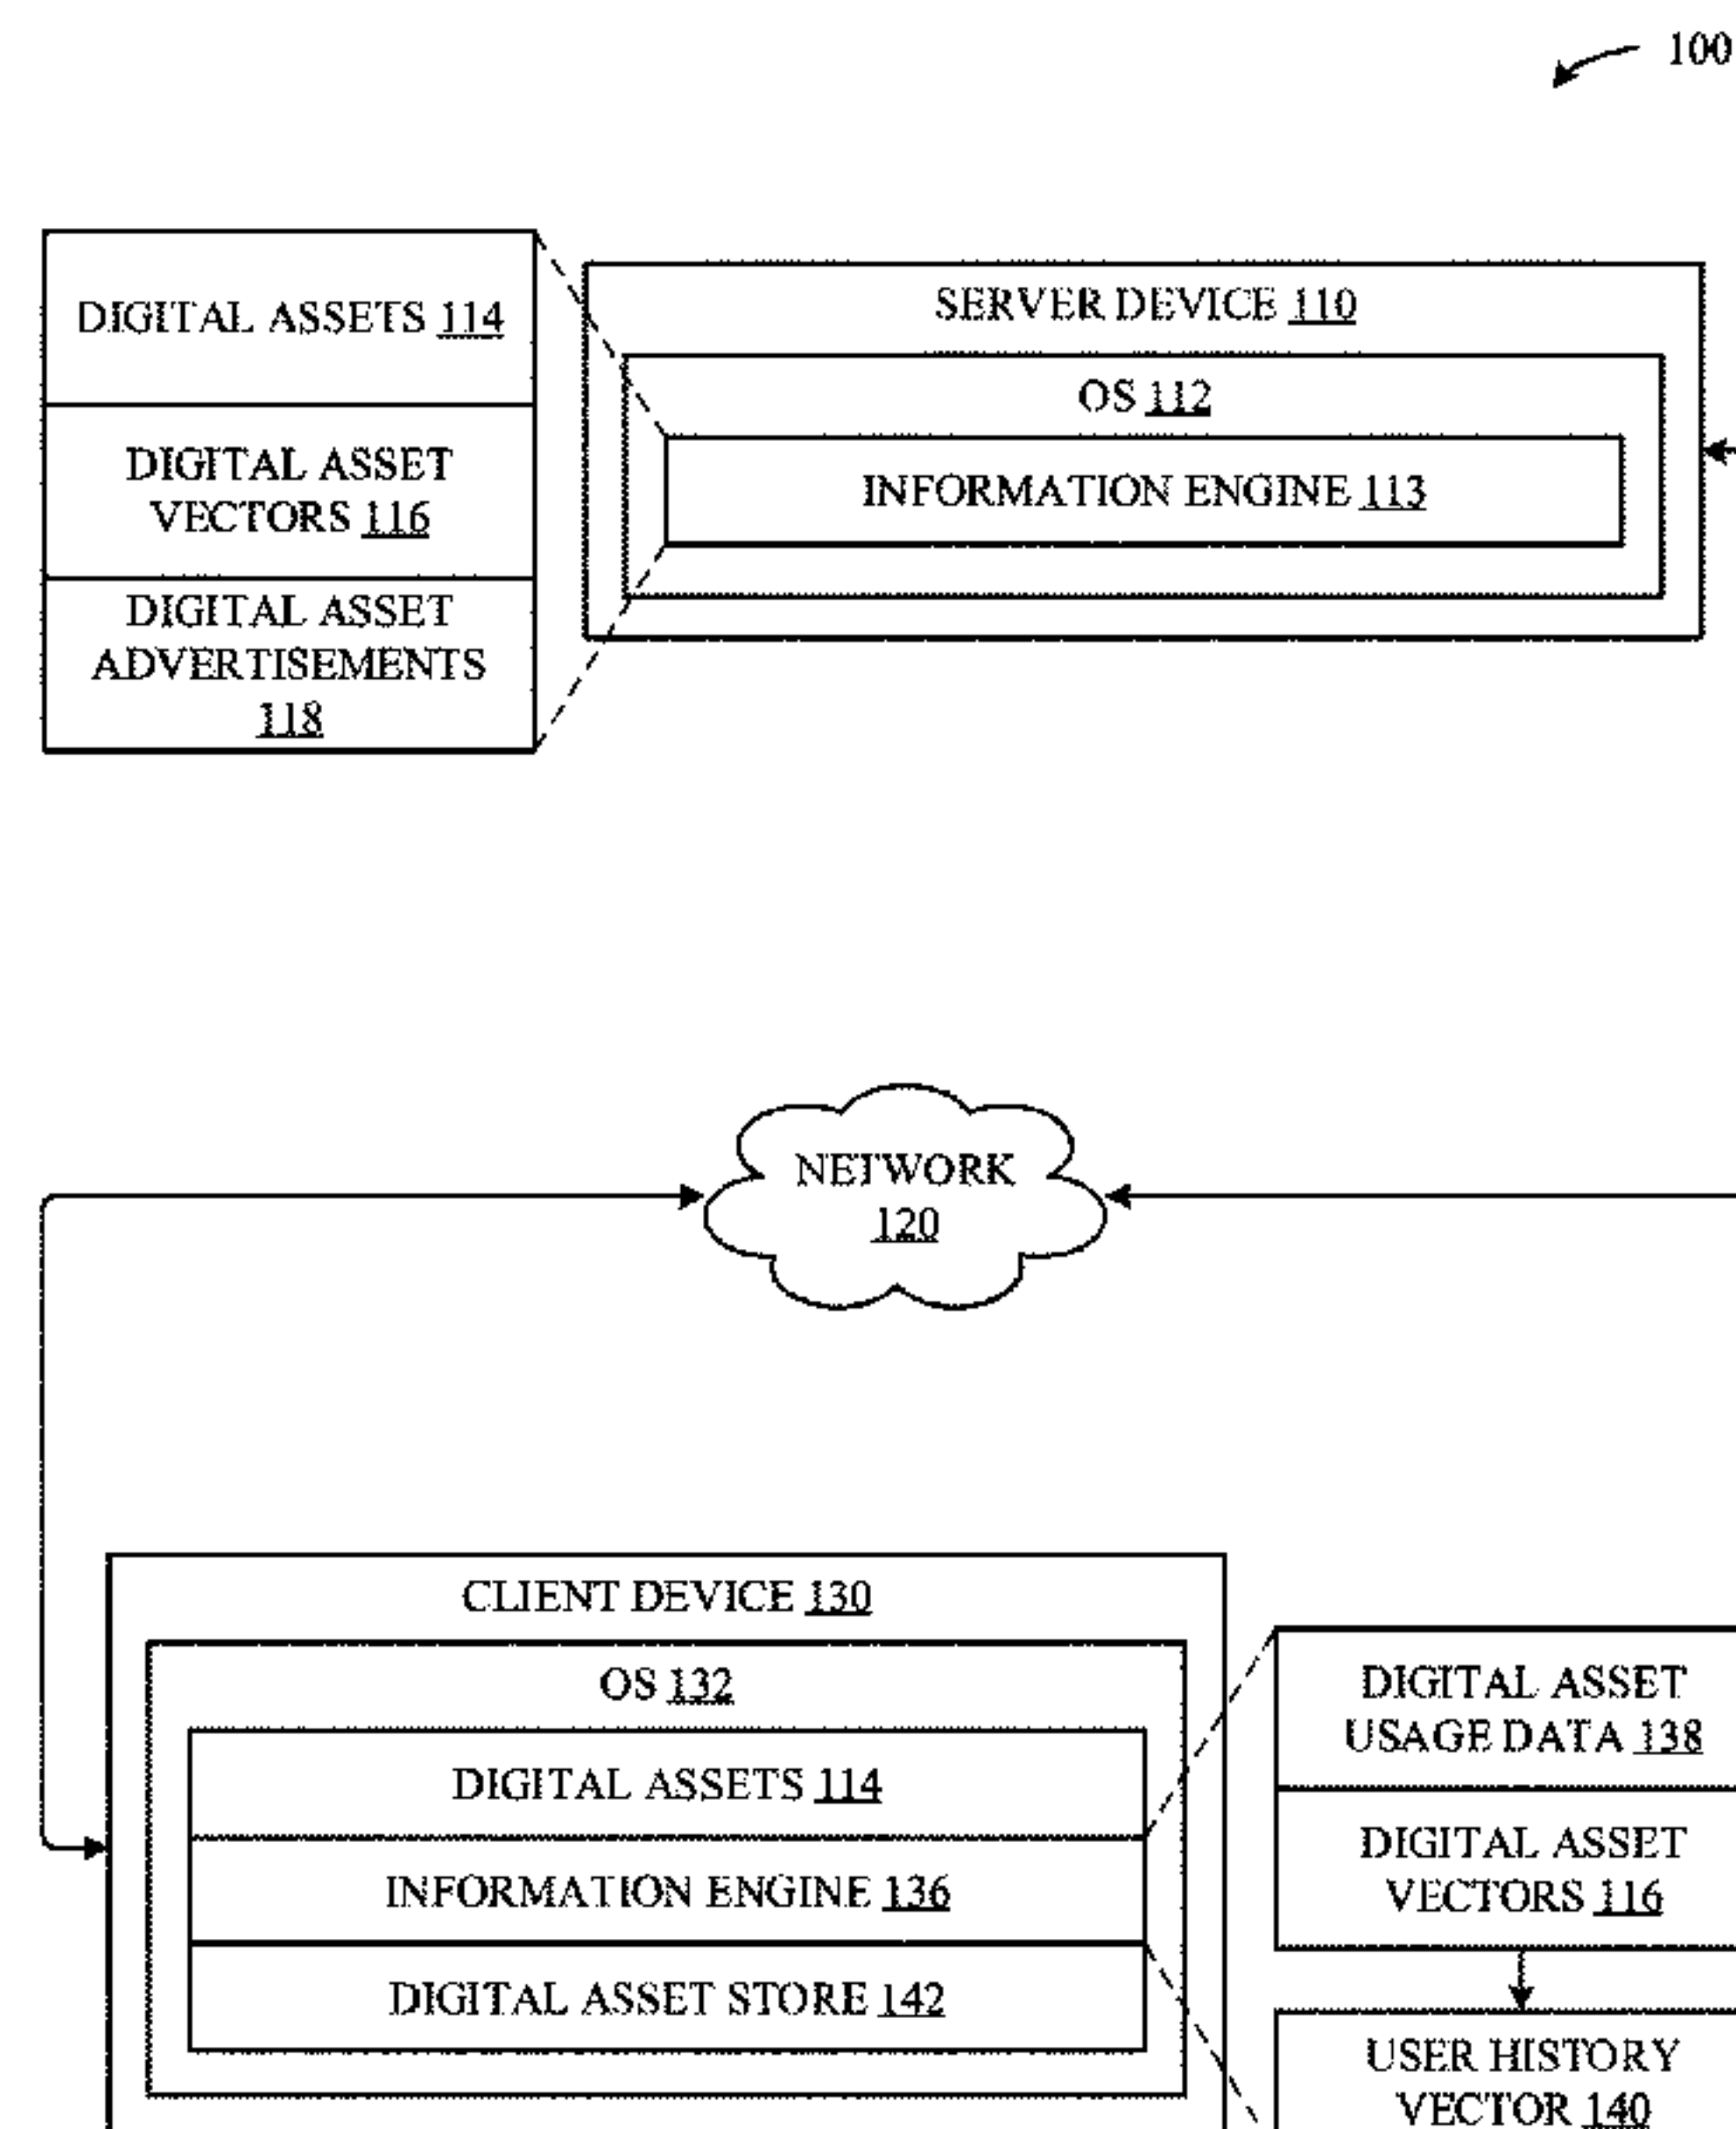 100
DIGITAL ASSETS 114
DIGITAL ASSET
VECTORS 116
DIGITAL ASSET
ADVERTISEMENTS
118
SERVER DEVICE 110
OS 112
INFORMATION ENGINE 113
NETWORK
120
CLIENT DEVICE 130
OS 132
DIGITAL ASSETS 114
INFORMATION ENGINE 136
DIGITAL ASSET STORE 142
DIGITAL ASSET
USAGE DATA 138
DIGITAL ASSET
VECTORS 116
USER HISTORY
VECTOR 140